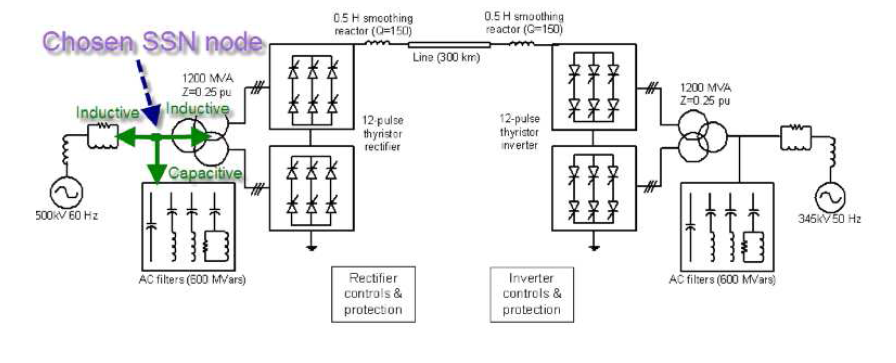 0.5 H smoothing
reactor (Q=150)
0.5 H smoothing
reactor (Q=150)
Line (300 km)
Chosen SSN node
1200 MVA
Z=0.25 pu
Inductive
Inductive
Capacitive
500kV 60 Hz
AC filters (600 MVars)
12-pulse
thyristor
rectifier
12-pulse
thyristor
inverter
1200 MVA
Z=0.25 pu
345kV 50 Hz
AC filters (600 MVars)
Rectifier
controls &
protection
Inverter
controls &
protection